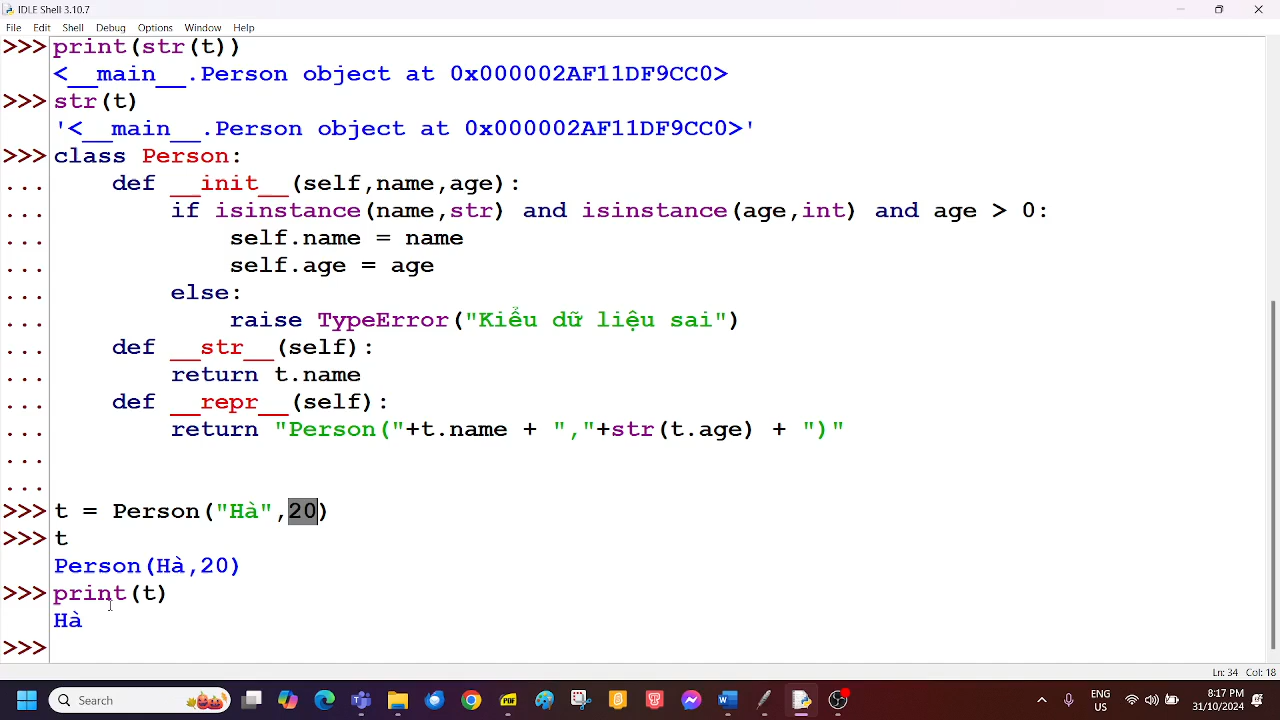 IDLE Shell 3.10.7
File Edit Shell Debug Options Window Help
>>> print(str(t))
<__main__.Person object at 0x000002AF11DF9CC0>
>>> str(t)
'<__main__.Person object at 0x000002AF11DF9CC0>'
>>> class Person:
...     def __init__(self,name,age):
...         if isinstance(name,str) and isinstance(age,int) and age > 0:
...             self.name = name
...             self.age = age
...         else:
...             raise TypeError("Kiểu dữ liệu sai")
...     def __str__(self):
...         return t.name
...     def __repr__(self):
...         return "Person("+t.name + ","+str(t.age) + ")"
...
...
>>> t = Person("Hà",20)
>>> t
Person(Hà,20)
>>> print(t)
Hà
>>>
Ln: 34 Col: 18
Search
PDF
ENG
US
8:17 PM
31/10/2024